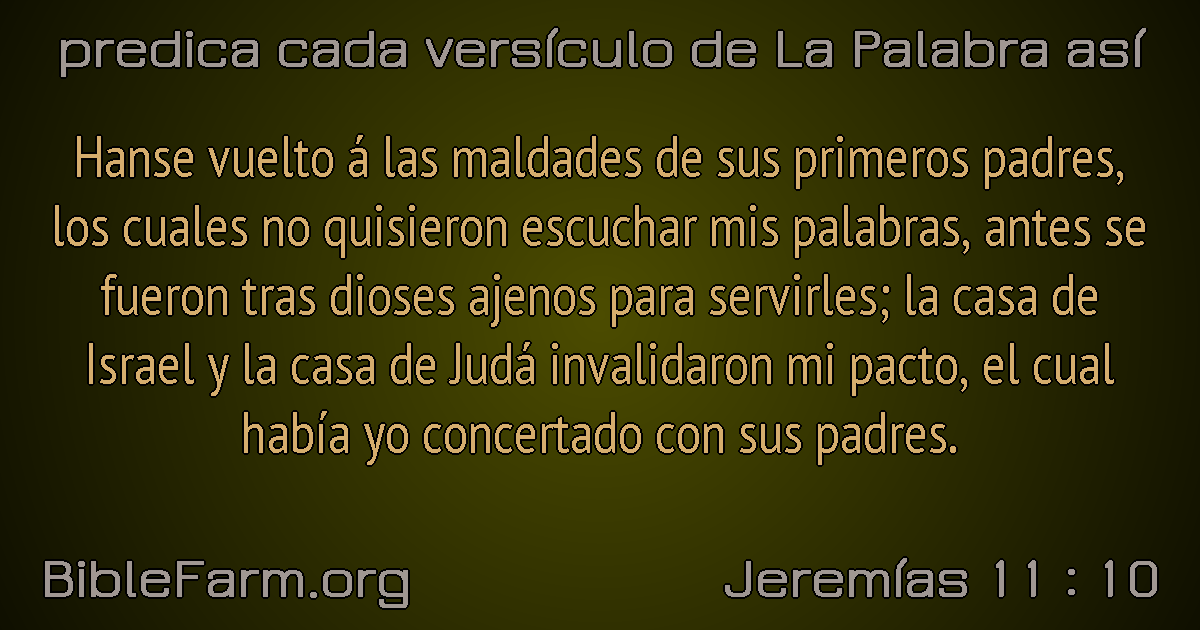 predica cada versículo de La Palabra así
Hanse vuelto á las maldades de sus primeros padres,
los cuales no quisieron escuchar mis palabras, antes se
fueron tras dioses ajenos para servirles; la casa de
Israel y la casa de Judá invalidaron mi pacto, el cual
había yo concertado con sus padres.
BibleFarm.org
Jeremías 11 : 10